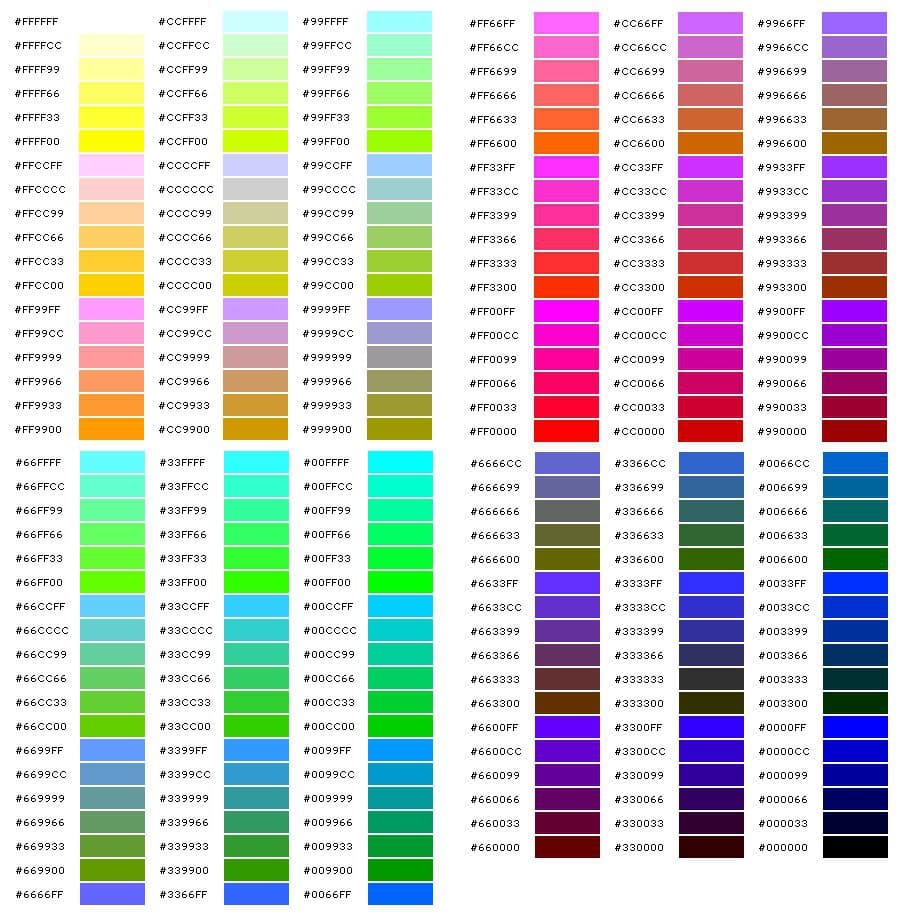 #FFFFFF #CCFFFF #99FFFF
#FFFFCC #CCFFCC #99FFCC
#FFFF99 #CCFF99 #99FF99
#FFFF66 #CCFF66 #99FF66
#FFFF33 #CCFF33 #99FF33
#FFFF00 #CCFF00 #99FF00
#FFCCFF #CCCCFF #99CCFF
#FFCCCC #CCCCCC #99CCCC
#FFCC99 #CCCC99 #99CC99
#FFCC66 #CCCC66 #99CC66
#FFCC33 #CCCC33 #99CC33
#FFCC00 #CCCC00 #99CC00
#FF99FF #CC99FF #9999FF
#FF99CC #CC99CC #9999CC
#FF9999 #CC9999 #999999
#FF9966 #CC9966 #999966
#FF9933 #CC9933 #999933
#FF9900 #CC9900 #999900
#FF66FF #CC66FF #9966FF
#FF66CC #CC66CC #9966CC
#FF6699 #CC6699 #996699
#FF6666 #CC6666 #996666
#FF6633 #CC6633 #996633
#FF6600 #CC6600 #996600
#FF33FF #CC33FF #9933FF
#FF33CC #CC33CC #9933CC
#FF3399 #CC3399 #993399
#FF3366 #CC3366 #993366
#FF3333 #CC3333 #993333
#FF3300 #CC3300 #993300
#FF00FF #CC00FF #9900FF
#FF00CC #CC00CC #9900CC
#FF0099 #CC0099 #990099
#FF0066 #CC0066 #990066
#FF0033 #CC0033 #990033
#FF0000 #CC0000 #990000
#66FFFF #33FFFF #00FFFF
#66FFCC #33FFCC #00FFCC
#66FF99 #33FF99 #00FF99
#66FF66 #33FF66 #00FF66
#66FF33 #33FF33 #00FF33
#66FF00 #33FF00 #00FF00
#66CCFF #33CCFF #00CCFF
#66CCCC #33CCCC #00CCCC
#66CC99 #33CC99 #00CC99
#66CC66 #33CC66 #00CC66
#66CC33 #33CC33 #00CC33
#66CC00 #33CC00 #00CC00
#6699FF #3399FF #0099FF
#6699CC #3399CC #0099CC
#669999 #339999 #009999
#669966 #339966 #009966
#669933 #339933 #009933
#669900 #339900 #009900
#6666FF #3366FF #0066FF
#6666CC #3366CC #0066CC
#666699 #336699 #006699
#666666 #336666 #006666
#666633 #336633 #006633
#666600 #336600 #006600
#6633FF #3333FF #0033FF
#6633CC #3333CC #0033CC
#663399 #333399 #003399
#663366 #333366 #003366
#663333 #333333 #003333
#663300 #333300 #003300
#6600FF #3300FF #0000FF
#6600CC #3300CC #0000CC
#660099 #330099 #000099
#660066 #330066 #000066
#660033 #330033 #000033
#660000 #330000 #000000